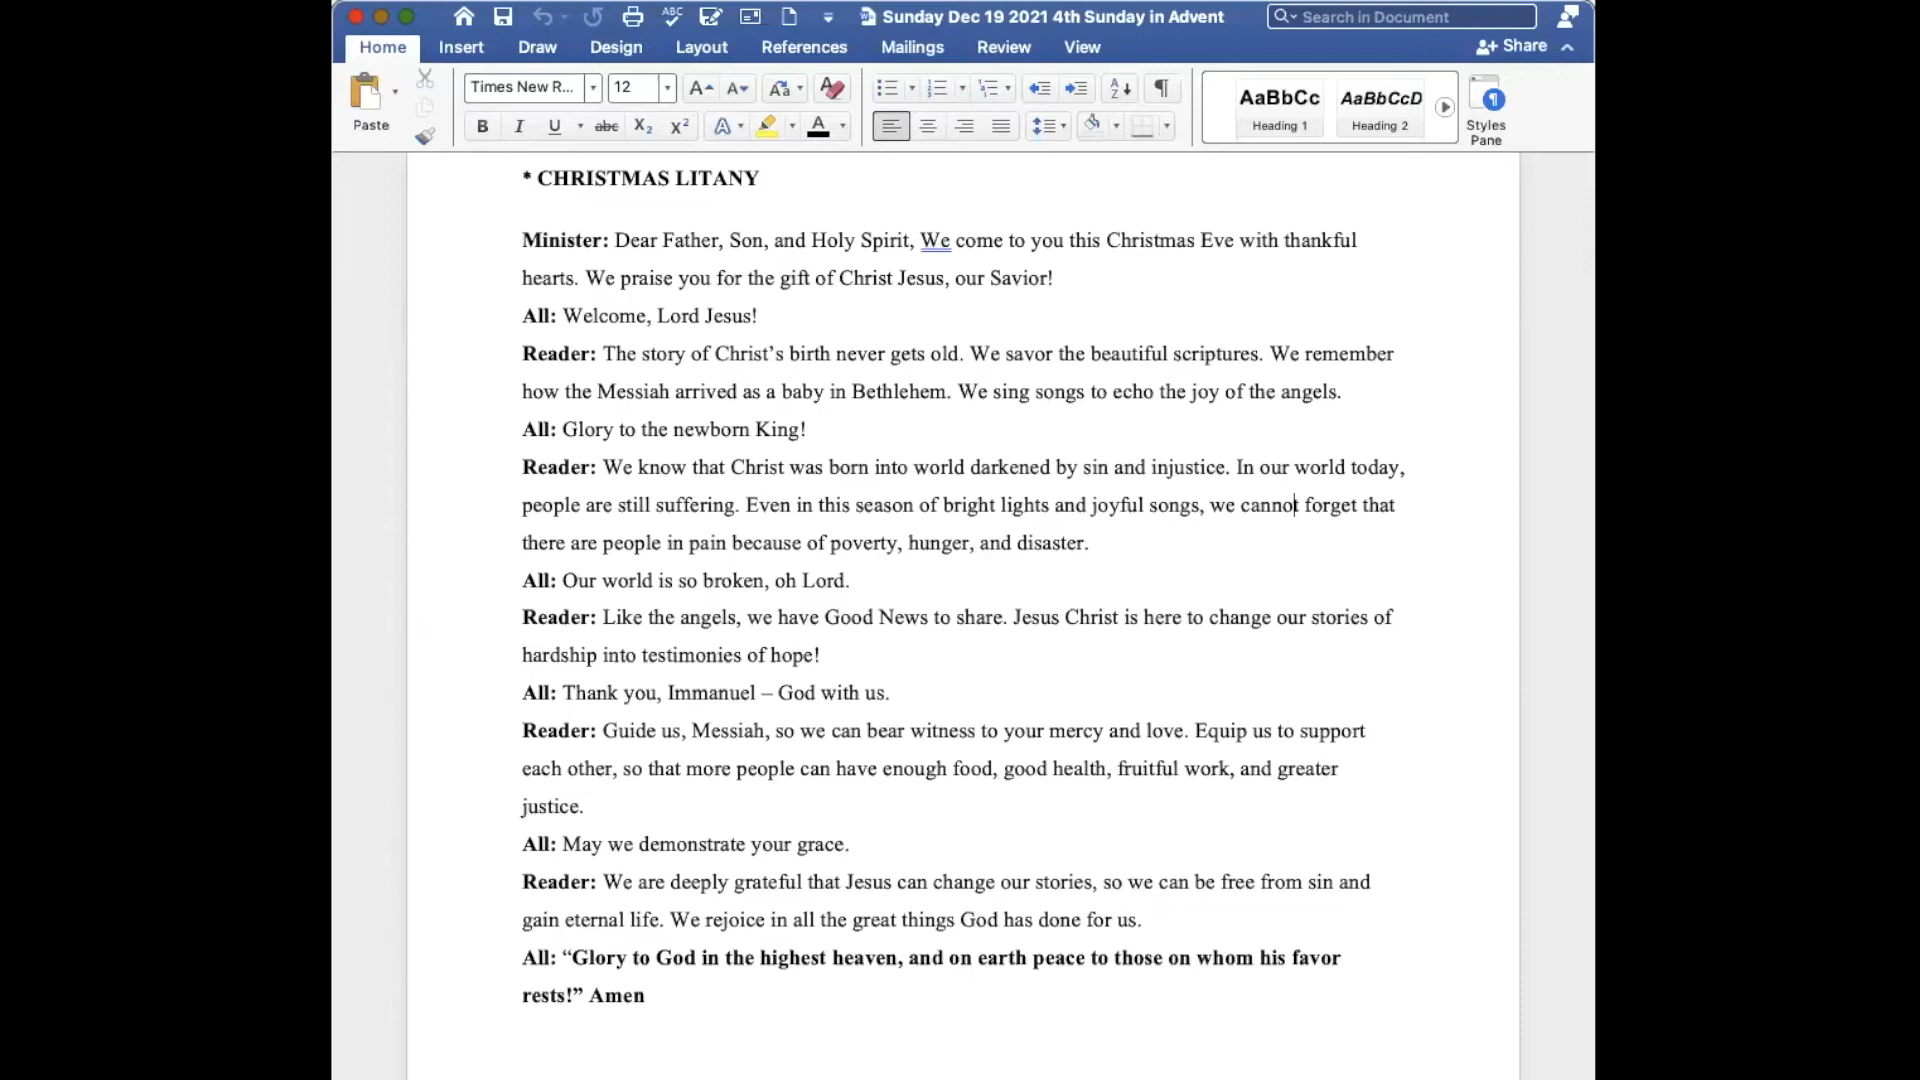 ABC
Sunday Dec 19 2021 4th Sunday in Advent
Search in Document
Home Insert Draw Design Layout References Mailings Review View Share
Times New R... 12 A A Aa A
AaBbCc AaBbCcD
Paste B I U abc X2 X2 A A Heading 1 Heading 2 Styles
Pane
* CHRISTMAS LITANY
Minister: Dear Father, Son, and Holy Spirit, We come to you this Christmas Eve with thankful
hearts. We praise you for the gift of Christ Jesus, our Savior!
All: Welcome, Lord Jesus!
Reader: The story of Christ’s birth never gets old. We savor the beautiful scriptures. We remember
how the Messiah arrived as a baby in Bethlehem. We sing songs to echo the joy of the angels.
All: Glory to the newborn King!
Reader: We know that Christ was born into world darkened by sin and injustice. In our world today,
people are still suffering. Even in this season of bright lights and joyful songs, we cannot forget that
there are people in pain because of poverty, hunger, and disaster.
All: Our world is so broken, oh Lord.
Reader: Like the angels, we have Good News to share. Jesus Christ is here to change our stories of
hardship into testimonies of hope!
All: Thank you, Immanuel – God with us.
Reader: Guide us, Messiah, so we can bear witness to your mercy and love. Equip us to support
each other, so that more people can have enough food, good health, fruitful work, and greater
justice.
All: May we demonstrate your grace.
Reader: We are deeply grateful that Jesus can change our stories, so we can be free from sin and
gain eternal life. We rejoice in all the great things God has done for us.
All: “Glory to God in the highest heaven, and on earth peace to those on whom his favor
rests!” Amen